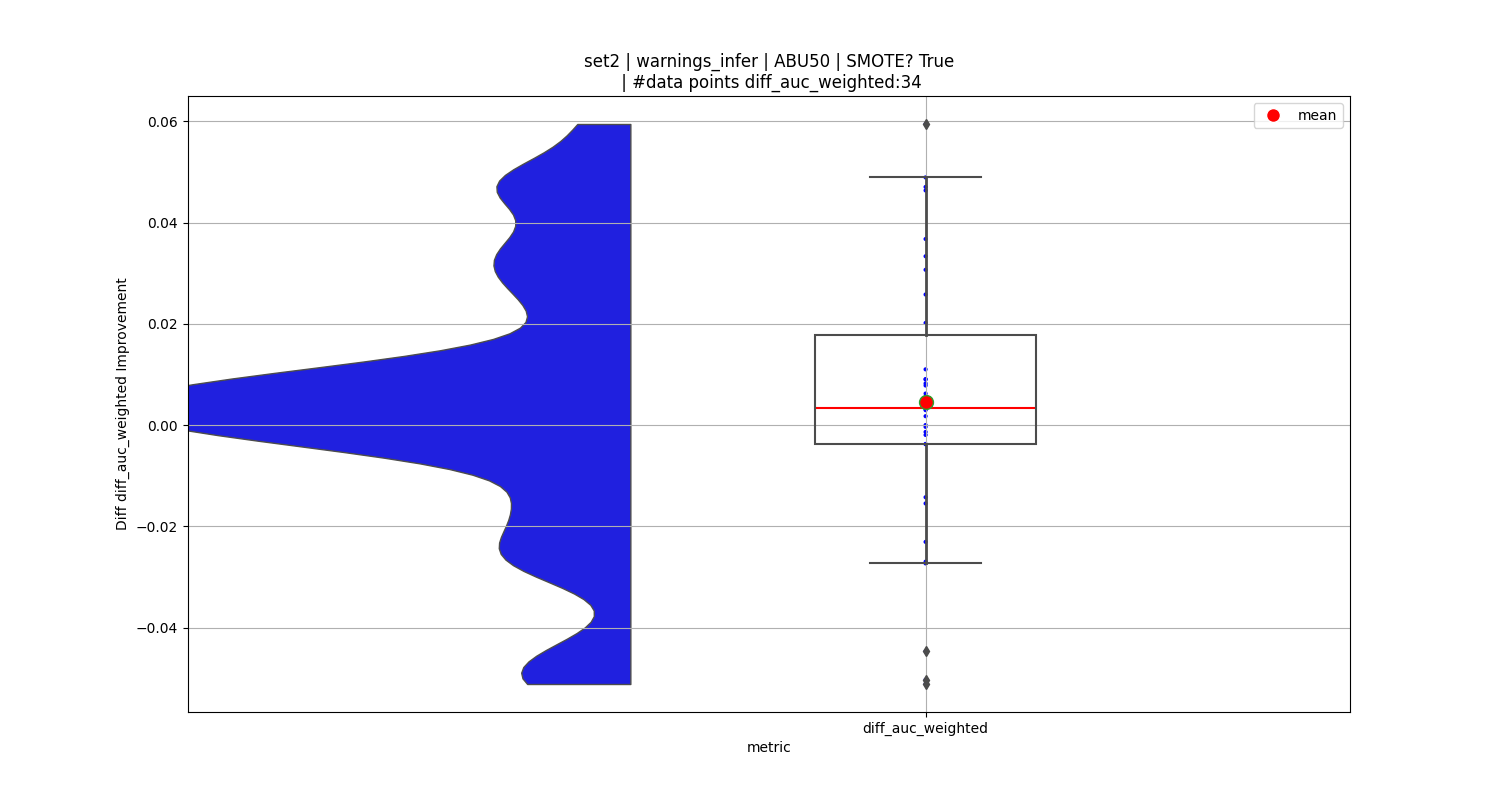 set2 | warnings_infer | ABU50 | SMOTE? True
| #data points diff_auc_weighted:34
mean
0.06
0.04
0.02
0.00
−0.02
−0.04
Diff diff_auc_weighted Improvement
diff_auc_weighted
metric